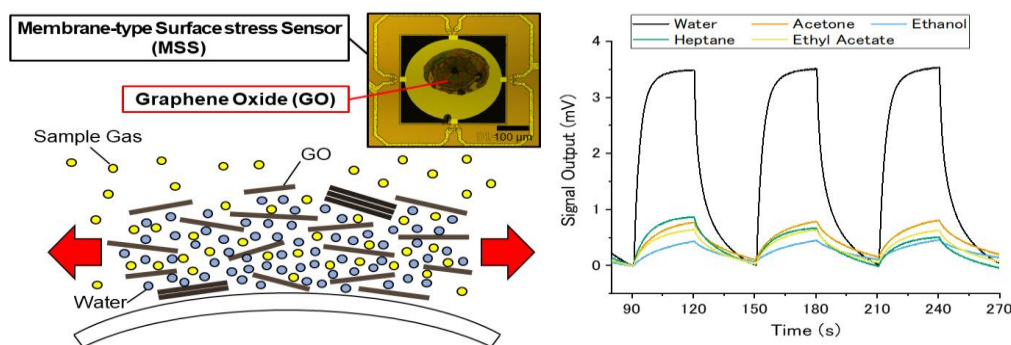 Membrane-type Surface stress Sensor
(MSS)
Graphene Oxide (GO)
100 μm
Sample Gas
GO
Water
Water
Acetone
Ethanol
Heptane
Ethyl Acetate
Signal Output (mV)
4
3
2
1
0
90 120 150 180 210 240 270
Time (s)